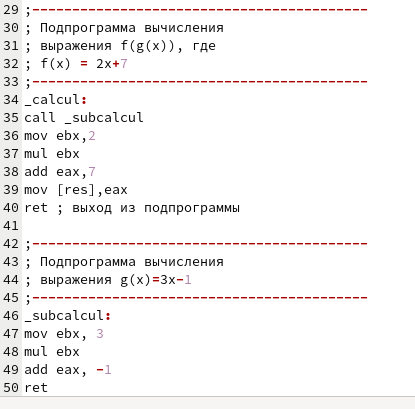 29 ;------------------------------------------
30 ; Подпрограмма вычисления
31 ; выражения f(g(x)), где
32 ; f(x) = 2x+7
33 ;------------------------------------------
34 _calcul:
35 call _subcalcul
36 mov ebx,2
37 mul ebx
38 add eax,7
39 mov [res],eax
40 ret ; выход из подпрограммы
41
42 ;------------------------------------------
43 ; Подпрограмма вычисления
44 ; выражения g(x)=3x-1
45 ;------------------------------------------
46 _subcalcul:
47 mov ebx, 3
48 mul ebx
49 add eax, -1
50 ret